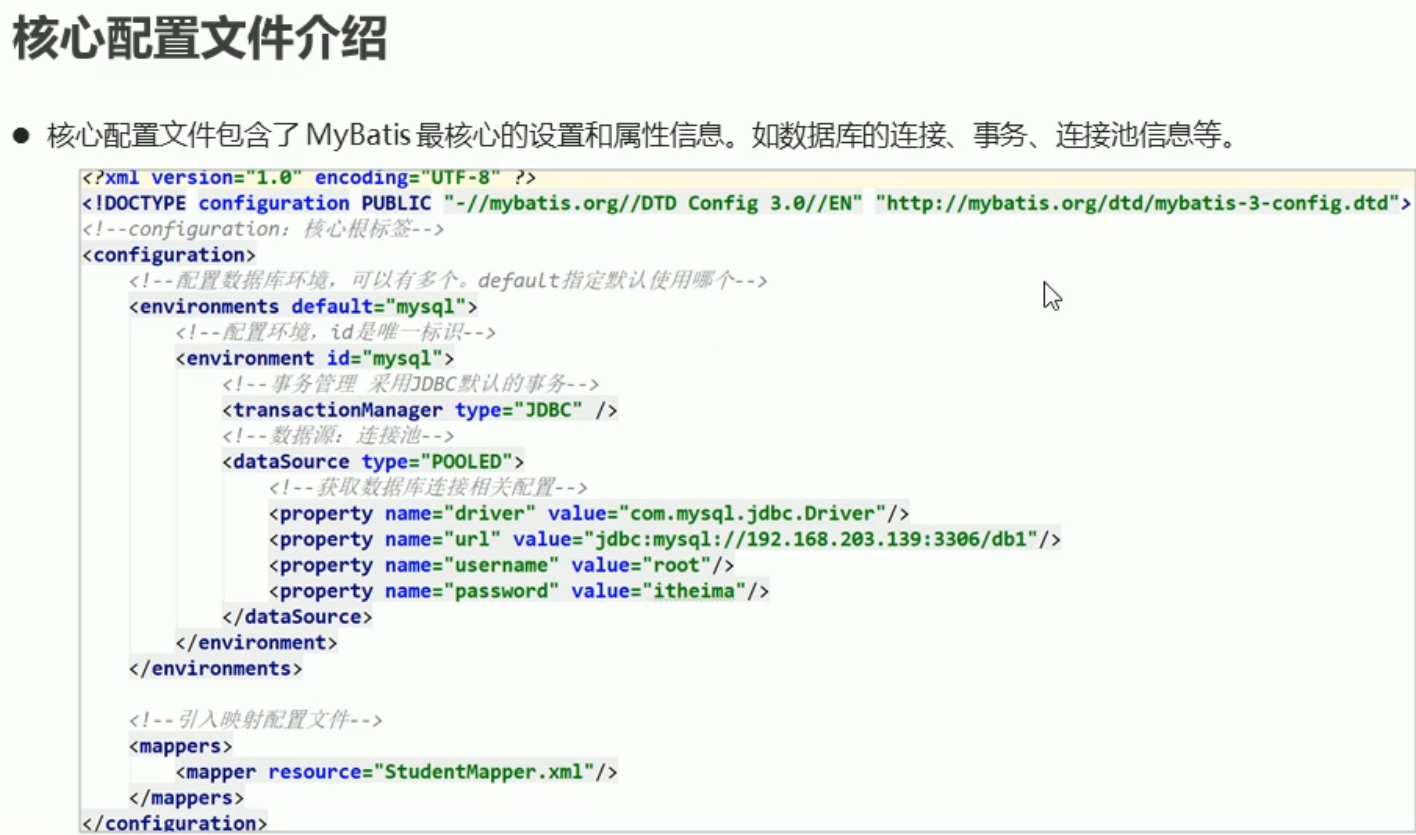 核心配置文件介绍
● 核心配置文件包含了 MyBatis 最核心的设置和属性信息。如数据库的连接、事务、连接池信息等。
<?xml version="1.0" encoding="UTF-8" ?>
<!DOCTYPE configuration PUBLIC "-//mybatis.org//DTD Config 3.0//EN" "http://mybatis.org/dtd/mybatis-3-config.dtd">
<!--configuration：核心根标签-->
<configuration>
<!--配置数据库环境，可以有多个。default指定默认使用哪个-->
<environments default="mysql">
<!--配置环境，id是唯一标识-->
<environment id="mysql">
<!--事务管理 采用JDBC默认的事务-->
<transactionManager type="JDBC" />
<!--数据源：连接池-->
<dataSource type="POOLED">
<!--获取数据库连接相关配置-->
<property name="driver" value="com.mysql.jdbc.Driver"/>
<property name="url" value="jdbc:mysql://192.168.203.139:3306/db1"/>
<property name="username" value="root"/>
<property name="password" value="itheima"/>
</dataSource>
</environment>
</environments>
<!--引入映射配置文件-->
<mappers>
<mapper resource="StudentMapper.xml"/>
</mappers>
</configuration>